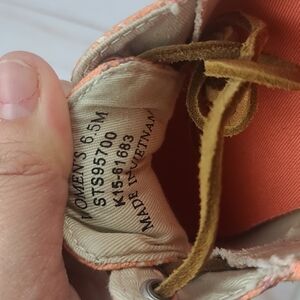 WOMEN'S 6.5M
STS95700
K15-61683
MADE IN VIETNAM